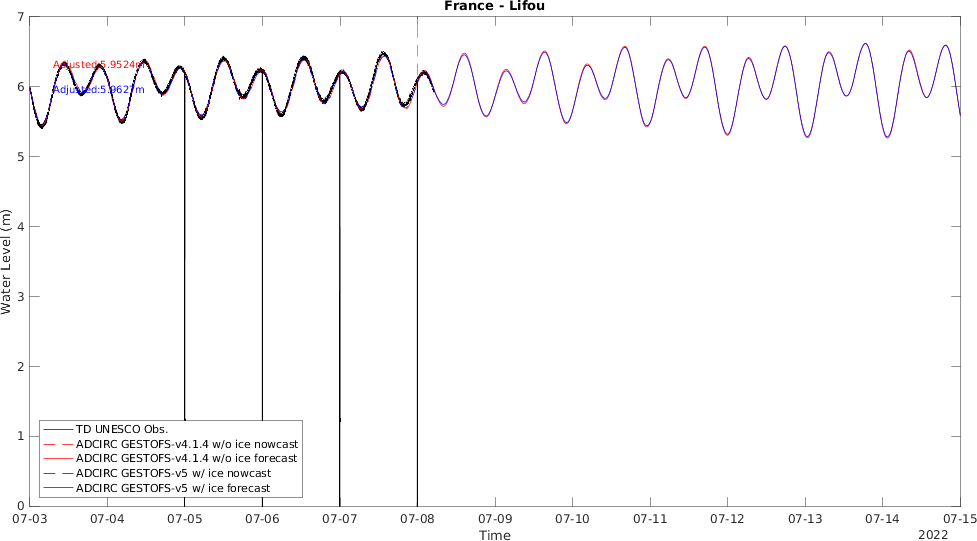 France - Lifou
7
6
5
4
3
2
1
0
Water Level (m)
Adjusted:5.9524m
Adjusted:5.9627m
TD UNESCO Obs.
ADCIRC GESTOFS-v4.1.4 w/o ice nowcast
ADCIRC GESTOFS-v4.1.4 w/o ice forecast
ADCIRC GESTOFS-v5 w/ ice nowcast
ADCIRC GESTOFS-v5 w/ ice forecast
07-03 07-04 07-05 07-06 07-07 07-08 07-09 07-10 07-11 07-12 07-13 07-14 07-15
Time
2022